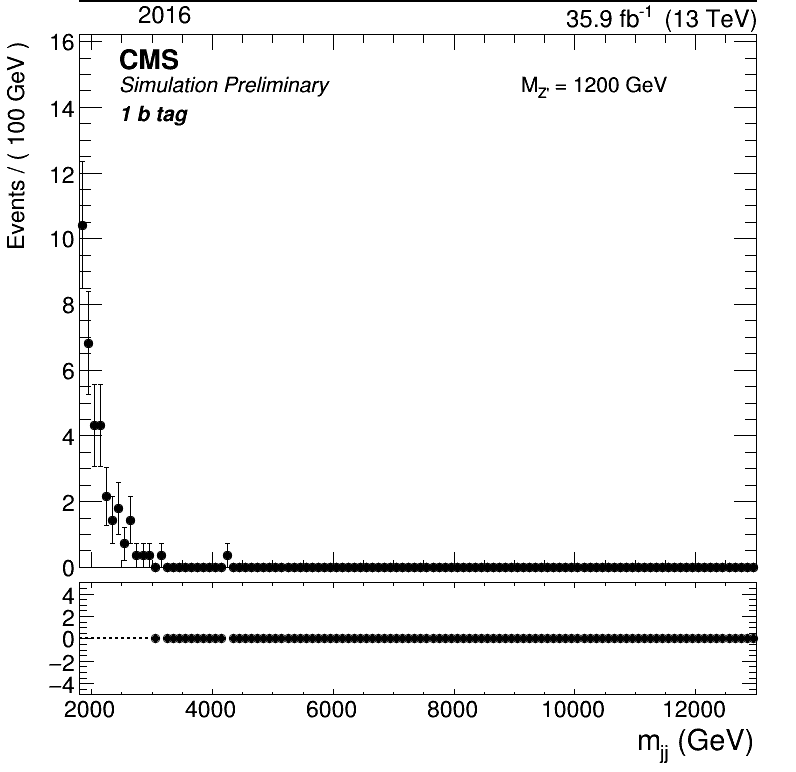 2016 35.9 fb⁻¹ (13 TeV)
CMS
Simulation Preliminary
M_Z' = 1200 GeV
1 b tag
Events / ( 100 GeV )
16
14
12
10
8
6
4
2
0
4
2
0
−2
−4
2000 4000 6000 8000 10000 12000
m_jj (GeV)